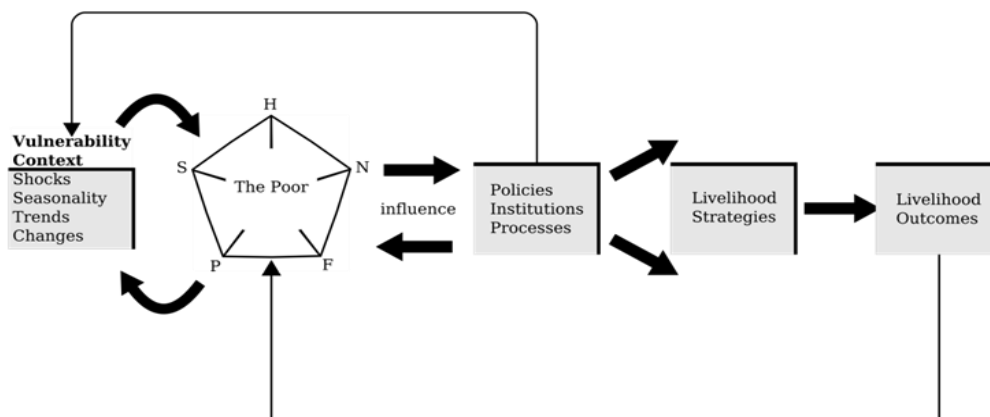 Vulnerability
Context
Shocks
Seasonality
Trends
Changes
H
S
N
The Poor
P
F
influence
Policies
Institutions
Processes
Livelihood
Strategies
Livelihood
Outcomes